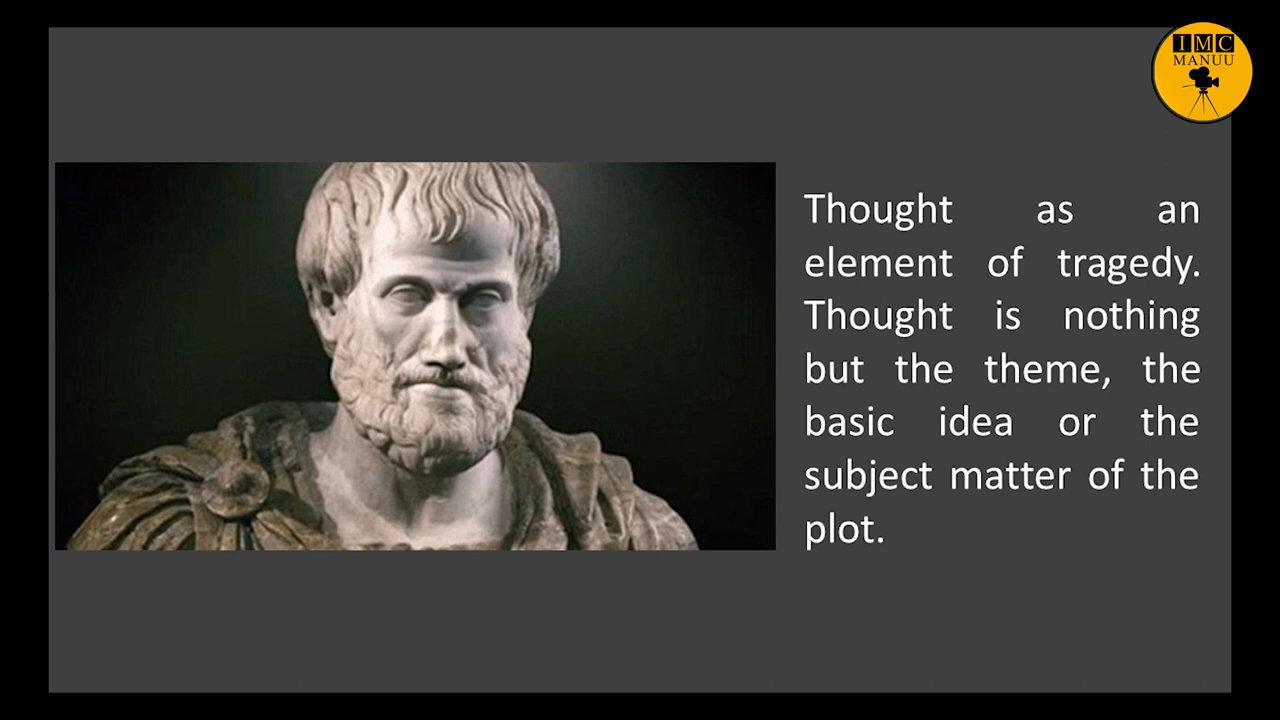 IMC
MANUU
Thought as an
element of tragedy.
Thought is nothing
but the theme, the
basic idea or the
subject matter of the
plot.